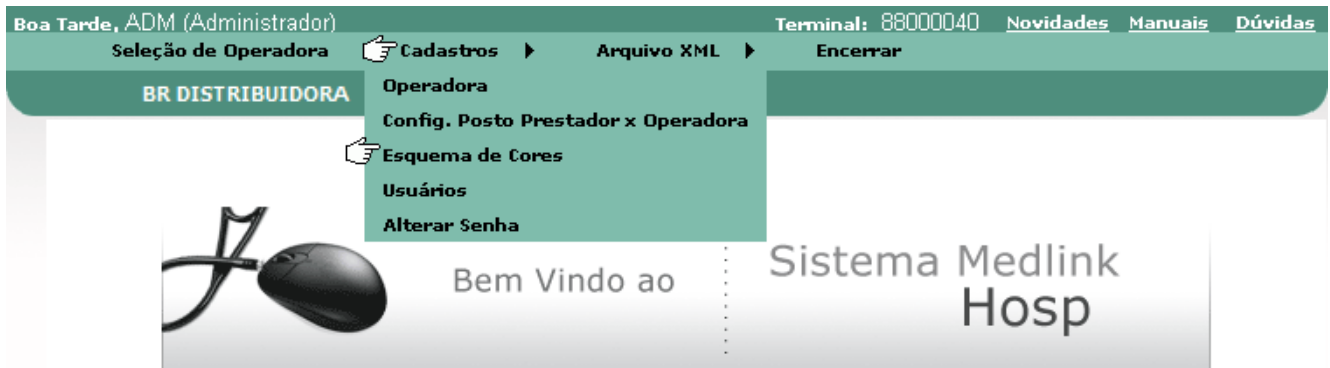 Boa Tarde, ADM (Administrador) Terminal: 88000040 Novidades Manuais Dúvidas
Seleção de Operadora Cadastros Arquivo XML Encerrar
BR DISTRIBUIDORA
Operadora
Config. Posto Prestador x Operadora
Esquema de Cores
Usuários
Alterar Senha
Bem Vindo ao
Sistema Medlink
Hosp